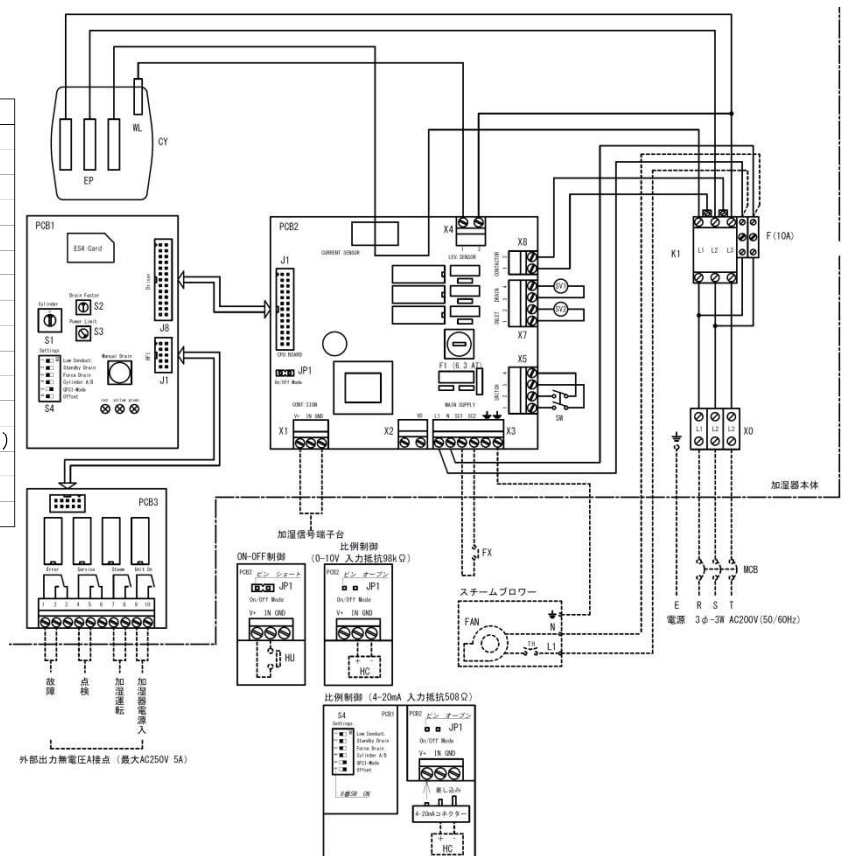 WL
CY
EP
PCB1
ES4 Card
Drain Factor
Cylinder
S2
Power Limit
S1
S3
Settings
Low Conduct.
Standby Drain
Force Drain
Cylinder A/B
GFCI-Mode
Offset
S4
Manual Drain
red yellow green
Driver
J8
J1
PCB2
CURRENT SENSOR
J1
CPU BOARD
JP1
On/Off Mode
X4
1 2
LEV.SENSOR
X8
CONTACTOR
DRAIN
INLET
SV1
SV2
X7
F1 (6.3 AT)
X5
SWITCH
SW
CONT.SIGN
V+ IN GND
X1
X2
MAIN SUPPLY
L1 N SC1 SC2
X3
K1
L1 L2 L3
F(10A)
L1 L2 L3
X0
加湿器本体
PCB3
Error Service Steam Unit On
1 2 3 4 5 6 7 8 9 10
故障
点検
加湿運転
加湿器電源入
外部出力無電圧A接点 (最大AC250V 5A)
加湿信号端子台
ON-OFF制御
PCB2 ピン ショート
JP1
On/Off Mode
V+ IN GND
HU
比例制御
(0-10V 入力抵抗98kΩ)
PCB2 ピン オープン
JP1
On/Off Mode
V+ IN GND
+ -
HC
FX
スチームブロワー
FAN
N
TH
L1
MCB
E R S T
電源 3φ-3W AC200V(50/60Hz)
比例制御 (4-20mA 入力抵抗508Ω)
S4
Settings
PCB1
Low Conduct.
Standby Drain
Force Drain
Cylinder A/B
GFCI-Mode
Offset
6番SW ON
PCB2 ピン オープン
JP1
On/Off Mode
V+ IN GND
差し込み
4-20mAコネクター
+ -
HC
)